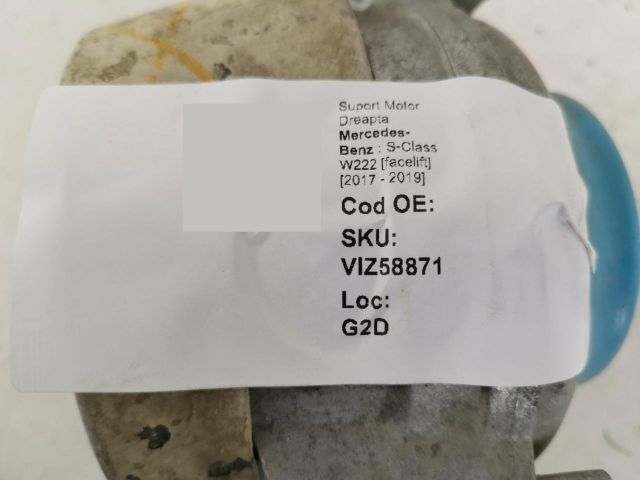 Suport Motor
Dreapta
Mercedes-
Benz : S-Class
W222 [facelift]
[2017 - 2019]
Cod OE:
SKU:
VIZ58871
Loc:
G2D